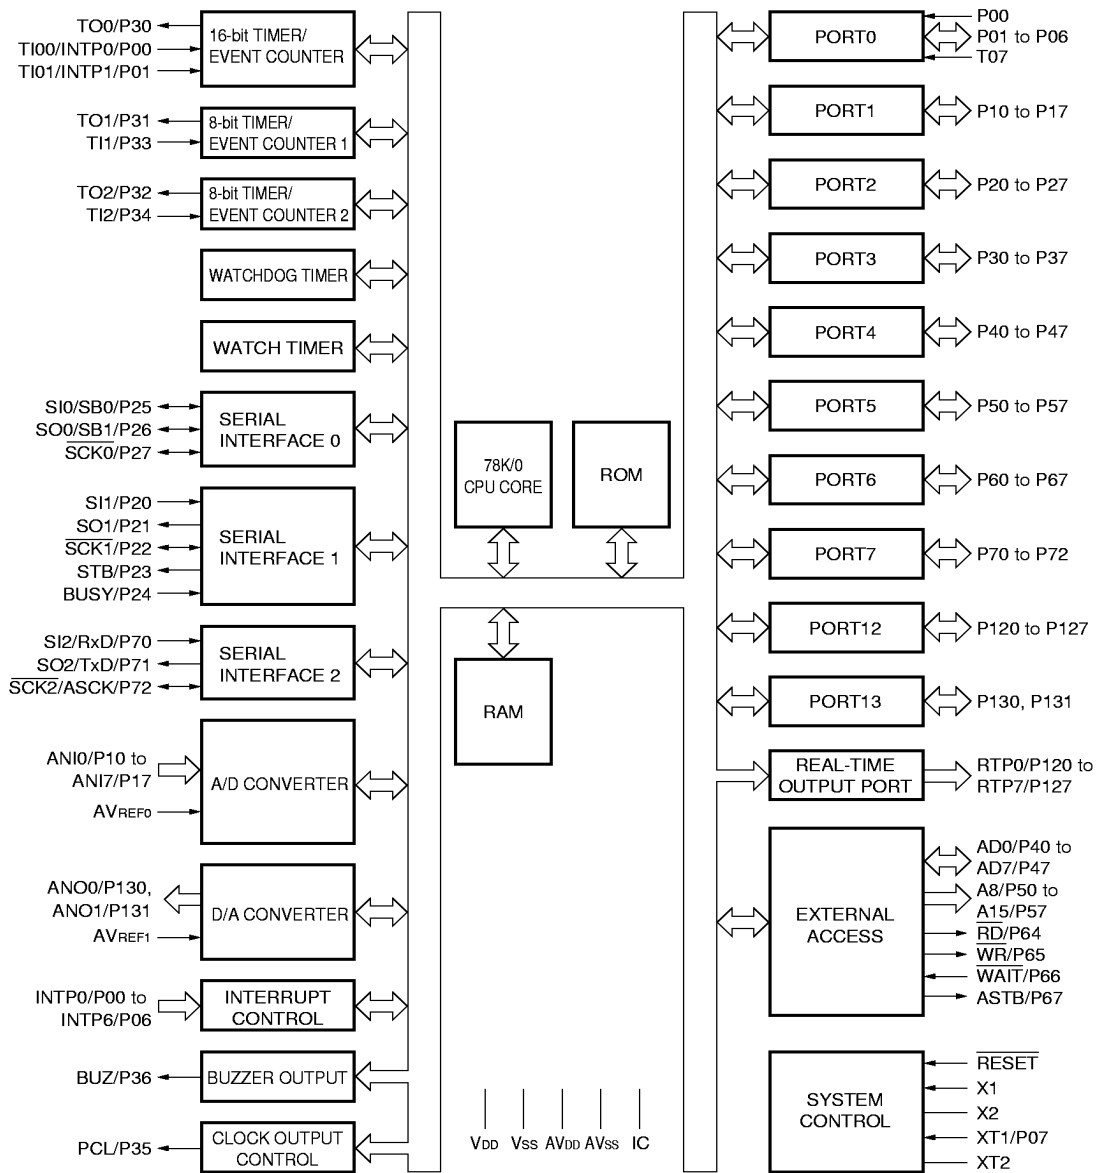 TO0/P30
TI00/INTP0/P00
TI01/INTP1/P01
16-bit TIMER/
EVENT COUNTER
TO1/P31
TI1/P33
8-bit TIMER/
EVENT COUNTER 1
TO2/P32
TI2/P34
8-bit TIMER/
EVENT COUNTER 2
WATCHDOG TIMER
WATCH TIMER
SI0/SB0/P25
SO0/SB1/P26
SCK0/P27
SERIAL
INTERFACE 0
SI1/P20
SO1/P21
SCK1/P22
STB/P23
BUSY/P24
SERIAL
INTERFACE 1
SI2/RxD/P70
SO2/TxD/P71
SCK2/ASCK/P72
SERIAL
INTERFACE 2
ANI0/P10 to
ANI7/P17
AVREF0
A/D CONVERTER
ANO0/P130,
ANO1/P131
AVREF1
D/A CONVERTER
INTP0/P00 to
INTP6/P06
INTERRUPT
CONTROL
BUZ/P36
BUZZER OUTPUT
PCL/P35
CLOCK OUTPUT
CONTROL
78K/0
CPU CORE
ROM
RAM
VDD
VSS
AVDD
AVSS
IC
PORT0
P00
P01 to P06
T07
PORT1
P10 to P17
PORT2
P20 to P27
PORT3
P30 to P37
PORT4
P40 to P47
PORT5
P50 to P57
PORT6
P60 to P67
PORT7
P70 to P72
PORT12
P120 to P127
PORT13
P130, P131
REAL-TIME
OUTPUT PORT
RTP0/P120 to
RTP7/P127
EXTERNAL
ACCESS
AD0/P40 to
AD7/P47
A8/P50 to
A15/P57
RD/P64
WR/P65
WAIT/P66
ASTB/P67
SYSTEM
CONTROL
RESET
X1
X2
XT1/P07
XT2